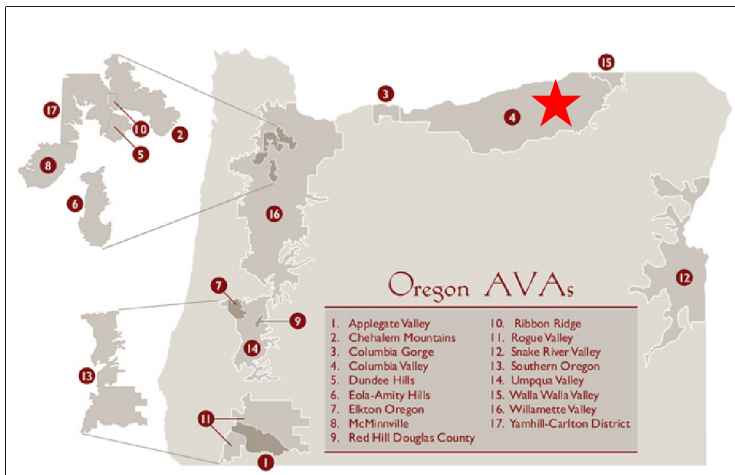 15
3
4
17
10
2
5
8
6
16
12
7
9
14
13
11
1
Oregon AVAs
1. Applegate Valley
2. Chehalem Mountains
3. Columbia Gorge
4. Columbia Valley
5. Dundee Hills
6. Eola-Amity Hills
7. Elkton Oregon
8. McMinnville
9. Red Hill Douglas County
10. Ribbon Ridge
11. Rogue Valley
12. Snake River Valley
13. Southern Oregon
14. Umpqua Valley
15. Walla Walla Valley
16. Willamette Valley
17. Yamhill-Carlton District